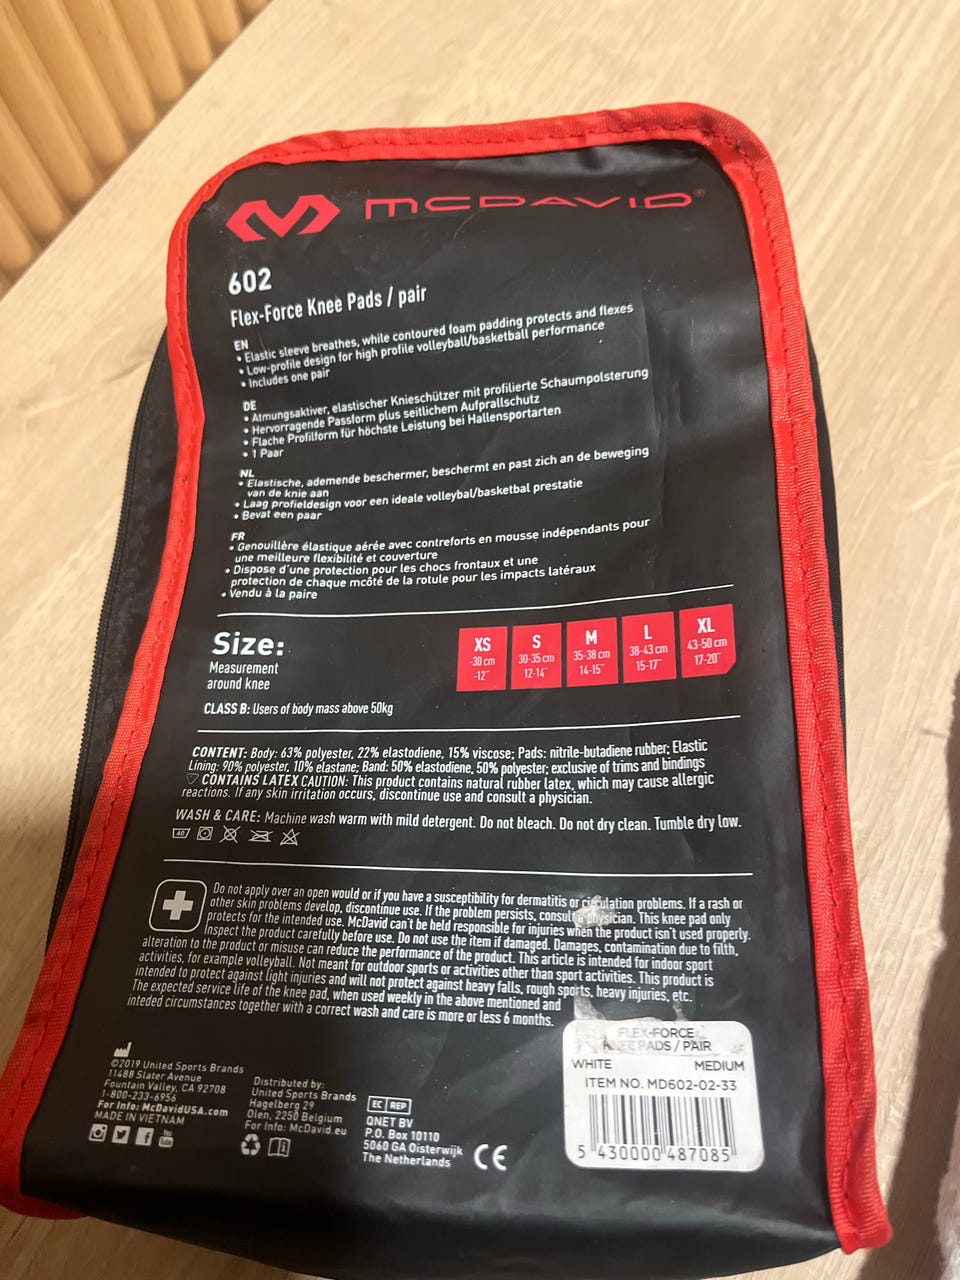 MCDAVID®
602
Flex-Force Knee Pads / pair
EN
• Elastic sleeve breathes, while contoured foam padding protects and flexes
• Low-profile design for high profile volleyball/basketball performance
• Includes one pair
DE
• Atmungsaktiver, elastischer Knieschützer mit profilierte Schaumpolsterung
• Hervorragende Passform plus seitlichem Aufprallschutz
• Flache Profilform für höchste Leistung bei Hallensportarten
• 1 Paar
NL
• Elastische, ademende beschermer, beschermt en past zich an de beweging
van de knie aan
• Laag profieldesign voor een ideale volleybal/basketbal prestatie
• Bevat een paar
FR
• Genouillère élastique aérée avec contreforts en mousse indépendants pour
une meilleure flexibilité et couverture
• Dispose d'une protection pour les chocs frontaux et une
protection de chaque mcôté de la rotule pour les impacts latéraux
• Vendu à la paire
Size:
Measurement
around knee
XS
-30 cm
-12"
S
30-35 cm
12-14"
M
35-38 cm
14-15"
L
38-43 cm
15-17"
XL
43-50 cm
17-20"
CLASS B: Users of body mass above 50kg
CONTENT: Body: 63% polyester, 22% elastodiene, 15% viscose; Pads: nitrile-butadiene rubber; Elastic
Lining: 90% polyester, 10% elastane; Band: 50% elastodiene, 50% polyester; exclusive of trims and bindings
CONTAINS LATEX CAUTION: This product contains natural rubber latex, which may cause allergic
reactions. If any skin irritation occurs, discontinue use and consult a physician.
WASH & CARE: Machine wash warm with mild detergent. Do not bleach. Do not dry clean. Tumble dry low.
40
Do not apply over an open would or if you have a susceptibility for dermatitis or circulation problems. If a rash or
other skin problems develop, discontinue use. If the problem persists, consult a physician. This knee pad only
protects for the intended use. McDavid can't be held responsible for injuries when the product isn't used properly.
Inspect the product carefully before use. Do not use the item if damaged. Damages, contamination due to filth,
alteration to the product or misuse can reduce the performance of the product. This article is intended for indoor sport
activities, for example volleyball. Not meant for outdoor sports or activities other than sport activities. This product is
intended to protect against light injuries and will not protect against heavy falls, rough sports, heavy injuries, etc.
The expected service life of the knee pad, when used weekly in the above mentioned and
inteded circumstances together with a correct wash and care is more or less 6 months.
©2019 United Sports Brands
11488 Slater Avenue
Fountain Valley, CA 92708
1-800-233-6956
For Info: McDavidUSA.com
MADE IN VIETNAM
You
Tube
Distributed by:
United Sports Brands
Hagelberg 29
Olen, 2250 Belgium
For Info: McDavid.eu
EC REP
QNET BV
P.O. Box 10110
5060 GA Oisterwijk
The Netherlands
CE
FLEX-FORCE
KNEE PADS / PAIR
WHITE MEDIUM
ITEM NO. MD602-02-33
5 430000 487085